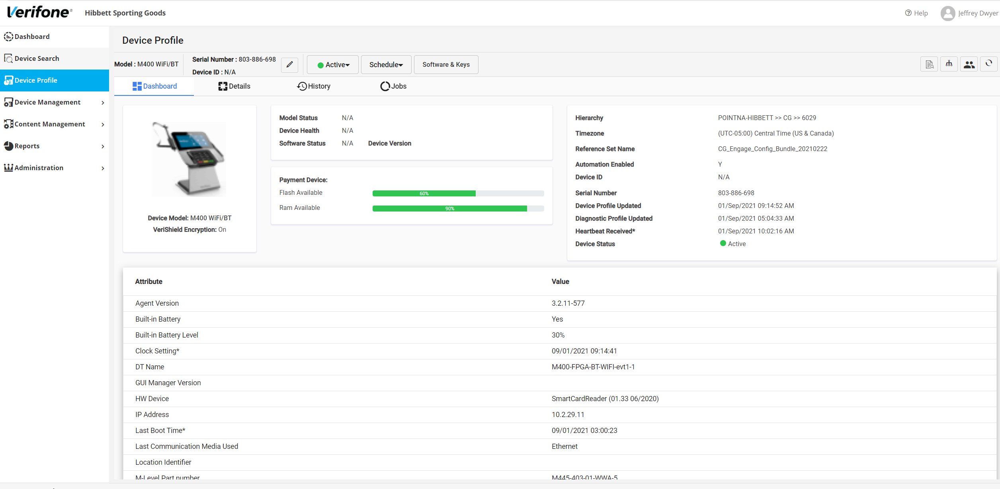 Verifone®
Hibbett Sporting Goods
Help
Jeffrey Dwyer
Dashboard
Device Search
Device Profile
Device Management
Content Management
Reports
Administration
Device Profile
Model : M400 WiFi/BT
Serial Number : 803-886-698
Device ID : N/A
Active
Schedule
Software & Keys
Dashboard
Details
History
Jobs
Device Model: M400 WiFi/BT
VeriShield Encryption: On
Model Status N/A
Device Health N/A
Software Status N/A Device Version
Payment Device:
Flash Available 60%
Ram Available 90%
Hierarchy POINTNA-HIBBETT >> CG >> 6029
Timezone (UTC-05:00) Central Time (US & Canada)
Reference Set Name CG_Engage_Config_Bundle_20210222
Automation Enabled Y
Device ID N/A
Serial Number 803-886-698
Device Profile Updated 01/Sep/2021 09:14:52 AM
Diagnostic Profile Updated 01/Sep/2021 05:04:33 AM
Heartbeat Received* 01/Sep/2021 10:02:16 AM
Device Status Active
Attribute Value
Agent Version 3.2.11-577
Built-in Battery Yes
Built-in Battery Level 30%
Clock Setting* 09/01/2021 09:14:41
DT Name M400-FPGA-BT-WIFI-evt1-1
GUI Manager Version
HW Device SmartCardReader (01.33 06/2020)
IP Address 10.2.29.11
Last Boot Time* 09/01/2021 03:00:23
Last Communication Media Used Ethernet
Location Identifier
M-Level Part number M445-403-01-WWA-5